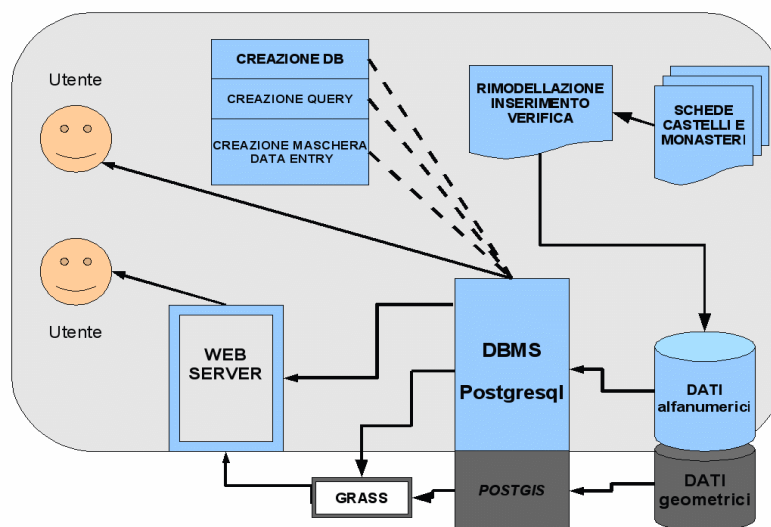 Utente
CREAZIONE DB
CREAZIONE QUERY
CREAZIONE MASCHERA
DATA ENTRY
RIMODELLAZIONE
INSERIMENTO
VERIFICA
SCHEDE
CASTELLI E
MONASTERI
Utente
WEB
SERVER
DBMS
Postgresql
DATI
alfanumerici
GRASS
POSTGIS
DATI
geometrici